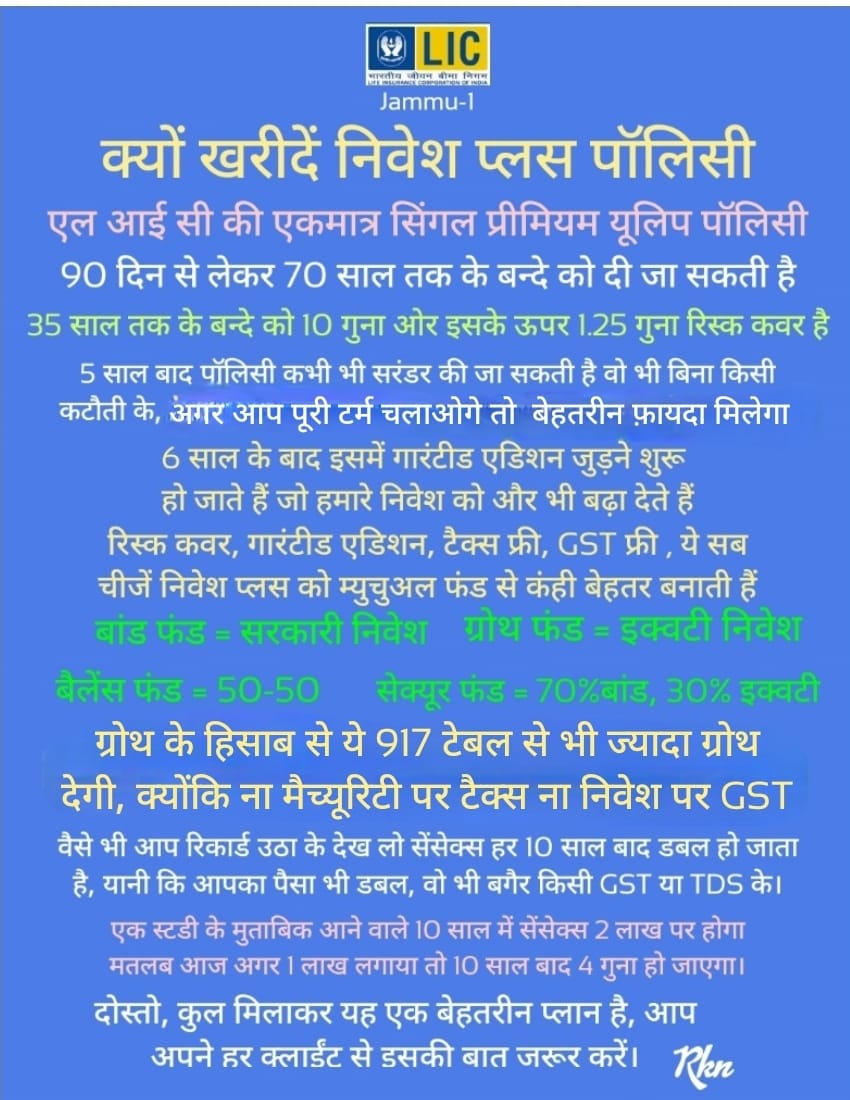 LIC
भारतीय जीवन बीमा निगम
LIFE INSURANCE CORPORATION OF INDIA
Jammu-1
क्यों खरीदें निवेश प्लस पॉलिसी
एल आई सी की एकमात्र सिंगल प्रीमियम यूलिप पॉलिसी
90 दिन से लेकर 70 साल तक के बन्दे को दी जा सकती है
35 साल तक के बन्दे को 10 गुना ओर इसके ऊपर 1.25 गुना रिस्क कवर है
5 साल बाद पॉलिसी कभी भी सरंडर की जा सकती है वो भी बिना किसी
कटौती के, अगर आप पूरी टर्म चलाओगे तो बेहतरीन फ़ायदा मिलेगा
6 साल के बाद इसमें गारंटीड एडिशन जुड़ने शुरू
हो जाते हैं जो हमारे निवेश को और भी बढ़ा देते हैं
रिस्क कवर, गारंटीड एडिशन, टैक्स फ्री, GST फ्री , ये सब
चीजें निवेश प्लस को म्युचुअल फंड से कंही बेहतर बनाती हैं
बांड फंड = सरकारी निवेश ग्रोथ फंड = इक्वटी निवेश
बैलेंस फंड = 50-50 सेक्यूर फंड = 70%बांड, 30% इक्वटी
ग्रोथ के हिसाब से ये 917 टेबल से भी ज्यादा ग्रोथ
देगी, क्योंकि ना मैच्यूरिटी पर टैक्स ना निवेश पर GST
वैसे भी आप रिकार्ड उठा के देख लो सेंसेक्स हर 10 साल बाद डबल हो जाता
है, यानी कि आपका पैसा भी डबल, वो भी बगैर किसी GST या TDS के।
एक स्टडी के मुताबिक आने वाले 10 साल में सेंसेक्स 2 लाख पर होगा
मतलब आज अगर 1 लाख लगाया तो 10 साल बाद 4 गुना हो जाएगा।
दोस्तो, कुल मिलाकर यह एक बेहतरीन प्लान है, आप
अपने हर क्लाईंट से इसकी बात जरूर करें।
Rkn